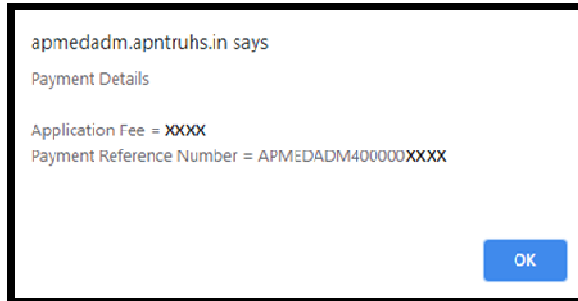 apmedadm.apntruhs.in says
Payment Details
Application Fee = XXXX
Payment Reference Number = APMEDADM400000XXXX
OK